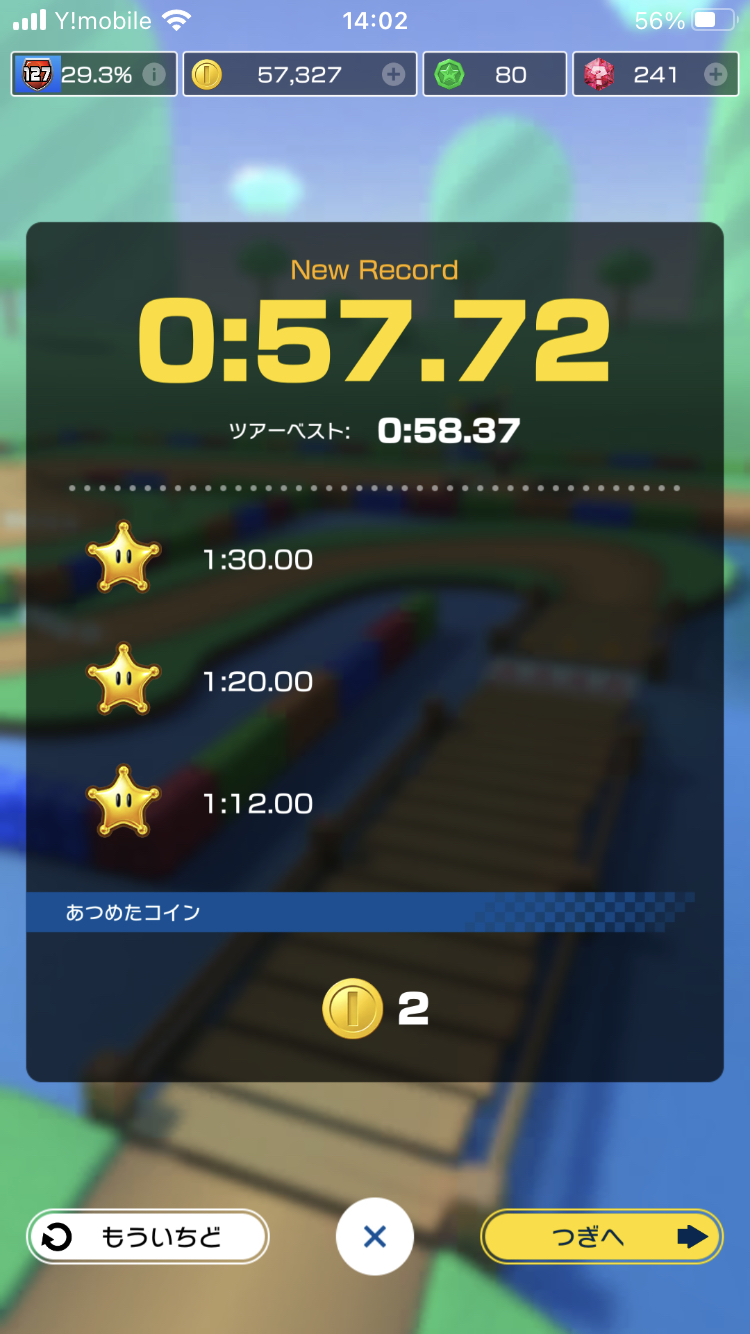 Y!mobile 14:02 56%
127 29.3% i 57,327 + 80 ? 241 +
New Record
0:57.72
ツアーベスト: 0:58.37
1:30.00
1:20.00
1:12.00
あつめたコイン
2
もういちど × つぎへ